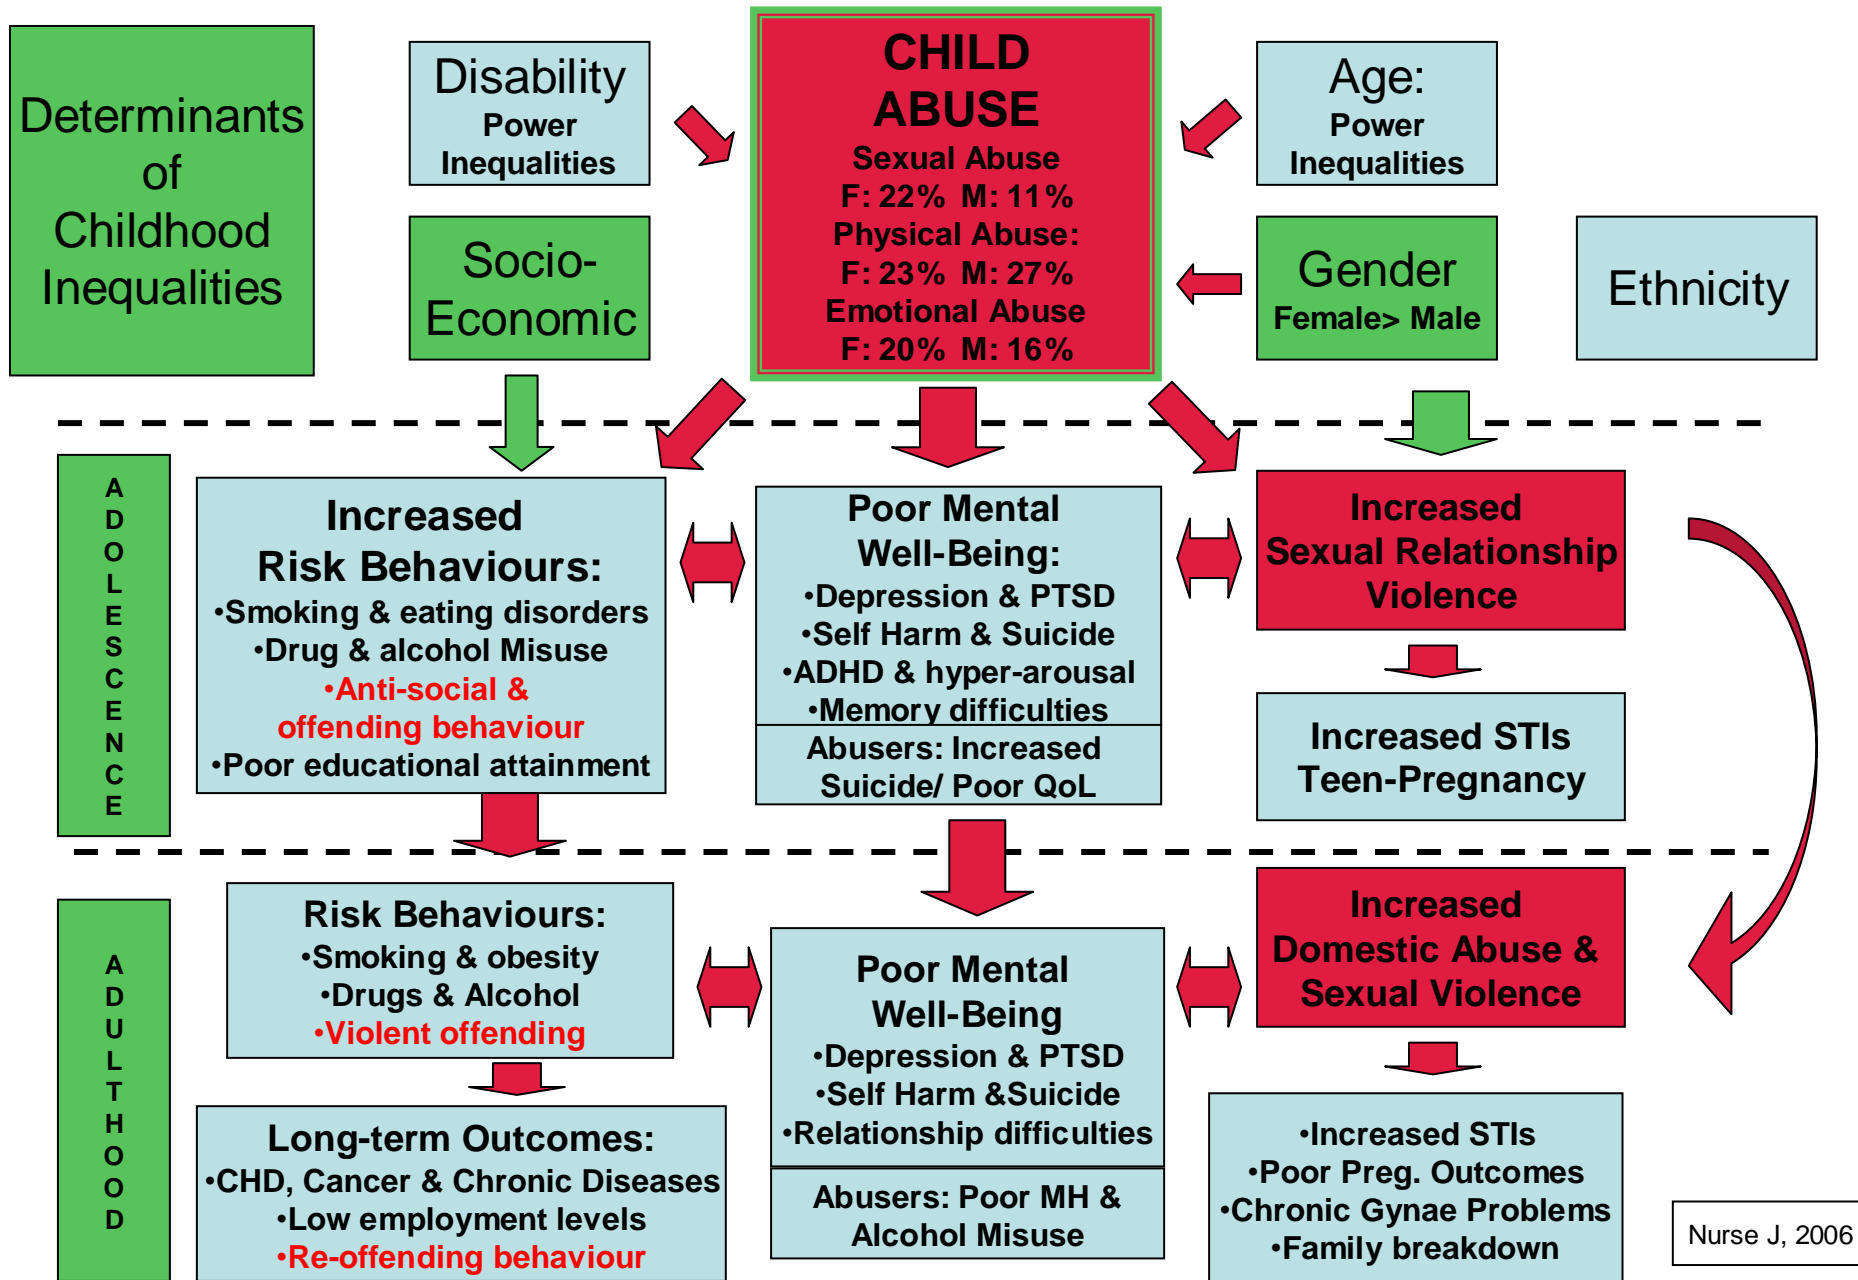 Determinants
of
Childhood
Inequalities
Disability
Power
Inequalities
Socio-
Economic
CHILD
ABUSE
Sexual Abuse
F: 22% M: 11%
Physical Abuse:
F: 23% M: 27%
Emotional Abuse
F: 20% M: 16%
Age:
Power
Inequalities
Gender
Female> Male
Ethnicity
ADOLESCENCE
Increased
Risk Behaviours:
•Smoking & eating disorders
•Drug & alcohol Misuse
•Anti-social &
offending behaviour
•Poor educational attainment
Poor Mental
Well-Being:
•Depression & PTSD
•Self Harm & Suicide
•ADHD & hyper-arousal
•Memory difficulties
Abusers: Increased
Suicide/ Poor QoL
Increased
Sexual Relationship
Violence
Increased STIs
Teen-Pregnancy
ADULTHOOD
Risk Behaviours:
•Smoking & obesity
•Drugs & Alcohol
•Violent offending
Long-term Outcomes:
•CHD, Cancer & Chronic Diseases
•Low employment levels
•Re-offending behaviour
Poor Mental
Well-Being
•Depression & PTSD
•Self Harm &Suicide
•Relationship difficulties
Abusers: Poor MH &
Alcohol Misuse
Increased
Domestic Abuse &
Sexual Violence
•Increased STIs
•Poor Preg. Outcomes
•Chronic Gynae Problems
•Family breakdown
Nurse J, 2006